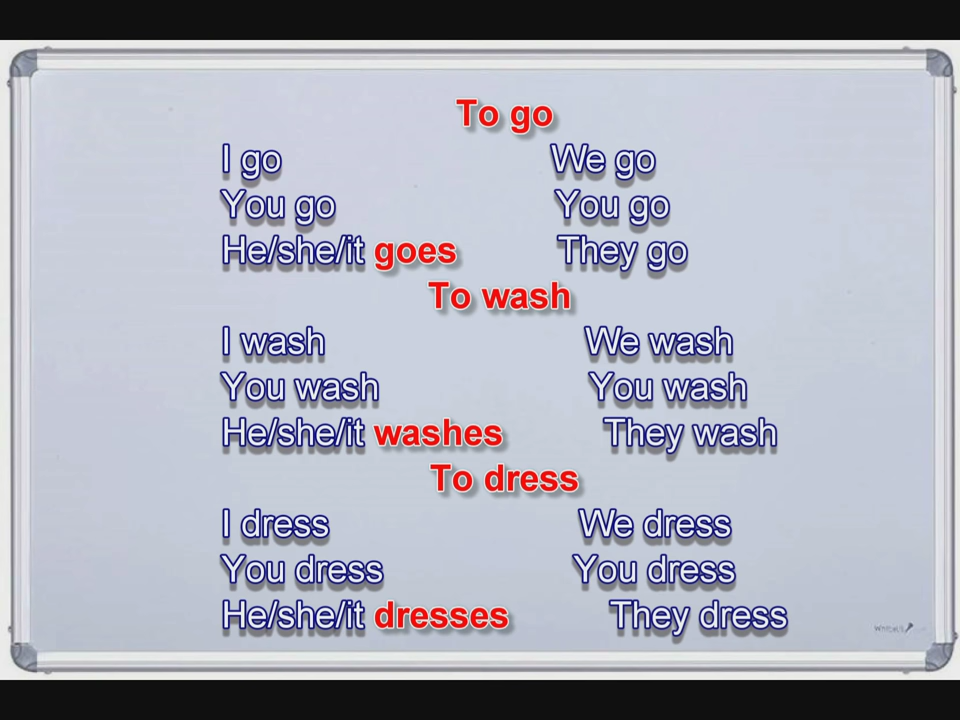 To go
I go We go
You go You go
He/she/it goes They go
To wash
I wash We wash
You wash You wash
He/she/it washes They wash
To dress
I dress We dress
You dress You dress
He/she/it dresses They dress